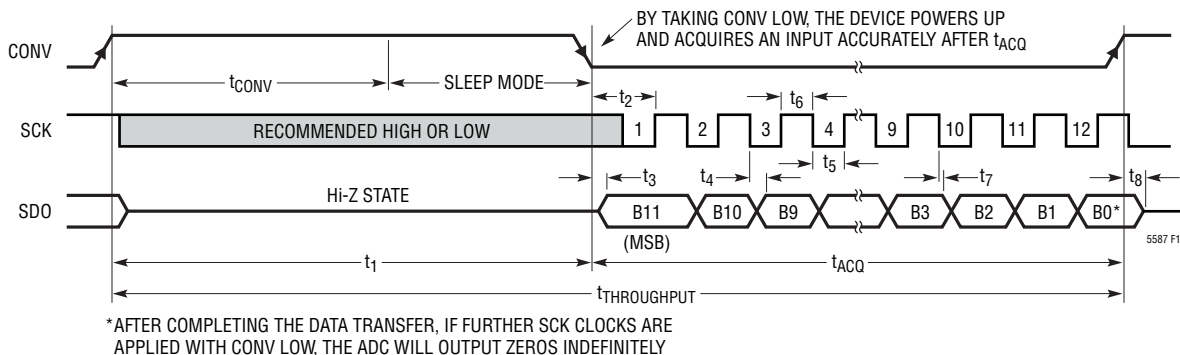 BY TAKING CONV LOW, THE DEVICE POWERS UP
AND ACQUIRES AN INPUT ACCURATELY AFTER tACQ
CONV
tCONV
SLEEP MODE
t2
t6
SCK
RECOMMENDED HIGH OR LOW
1
2
3
4
9
10
11
12
t3
t4
t5
t7
t8
Hi-Z STATE
SDO
B11
B10
B9
B3
B2
B1
B0*
(MSB)
5587 F1
t1
tACQ
tTHROUGHPUT
*AFTER COMPLETING THE DATA TRANSFER, IF FURTHER SCK CLOCKS ARE
APPLIED WITH CONV LOW, THE ADC WILL OUTPUT ZEROS INDEFINITELY